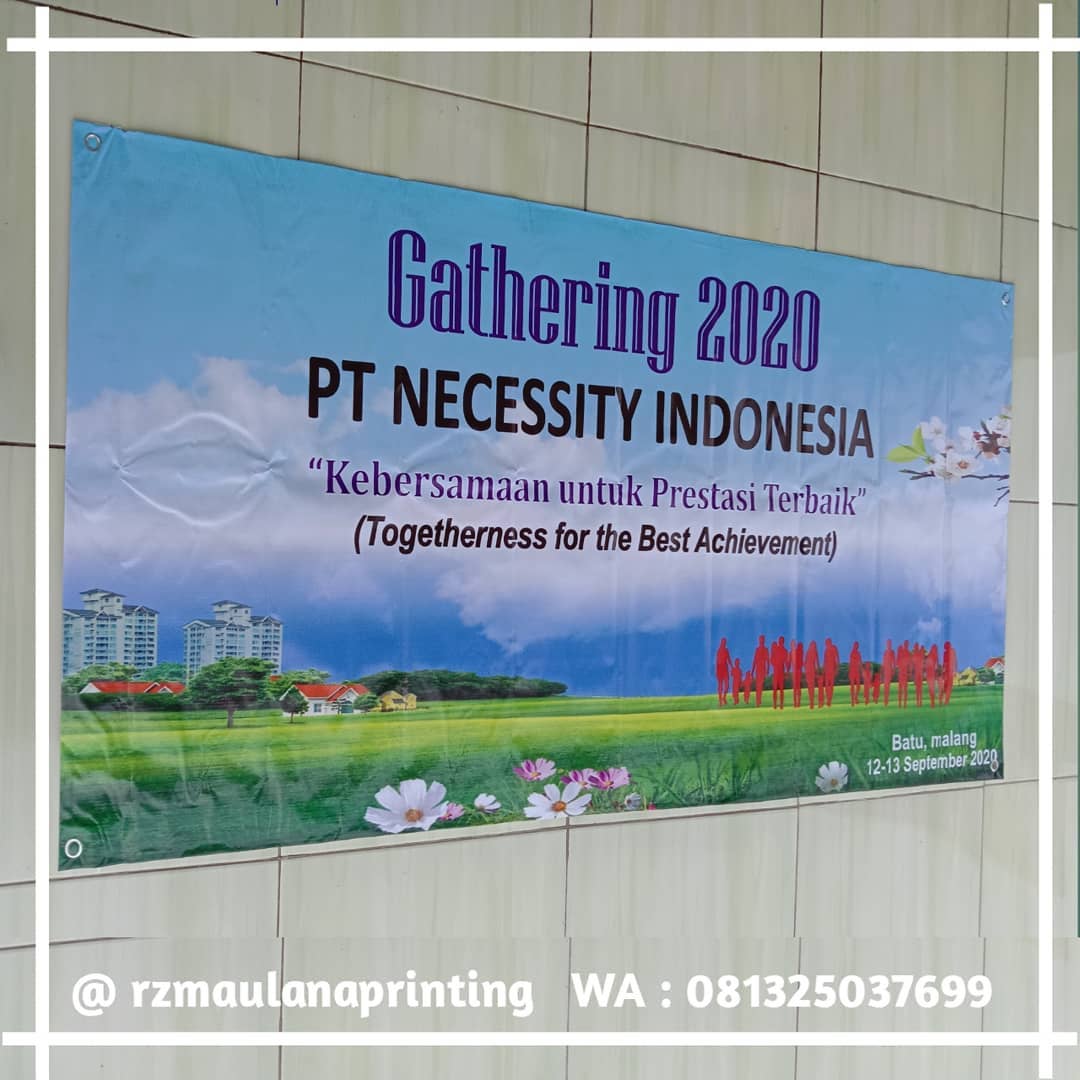 Gathering 2020
PT NECESSITY INDONESIA
“Kebersamaan untuk Prestasi Terbaik”
(Togetherness for the Best Achievement)
Batu, malang
12-13 September 2020
@ rzmaulanaprinting WA : 081325037699